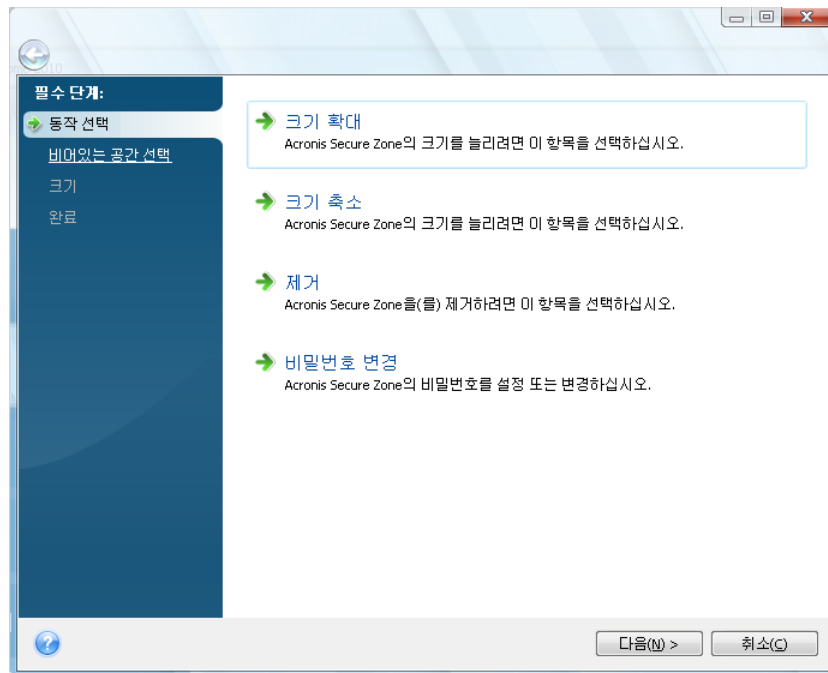 필수 단계:
동작 선택
비어있는 공간 선택
크기
완료
크기 확대
Acronis Secure Zone의 크기를 늘리려면 이 항목을 선택하십시오.
크기 축소
Acronis Secure Zone의 크기를 늘리려면 이 항목을 선택하십시오.
제거
Acronis Secure Zone을(를) 제거하려면 이 항목을 선택하십시오.
비밀번호 변경
Acronis Secure Zone의 비밀번호를 설정 또는 변경하십시오.
다음(N) >
취소(C)